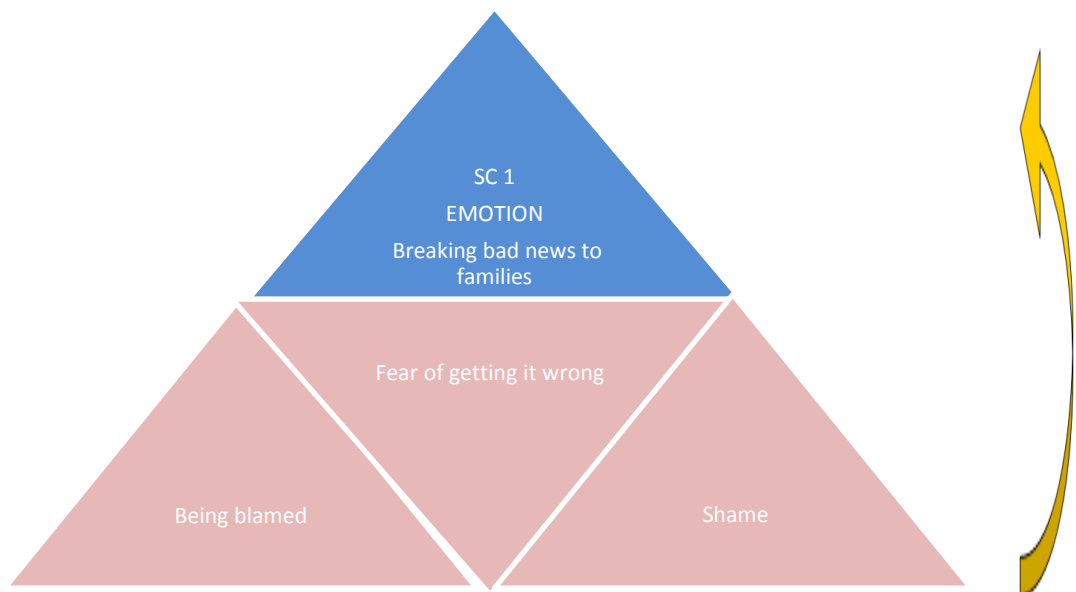 SC 1
EMOTION
Breaking bad news to
families
Fear of getting it wrong
Being blamed
Shame